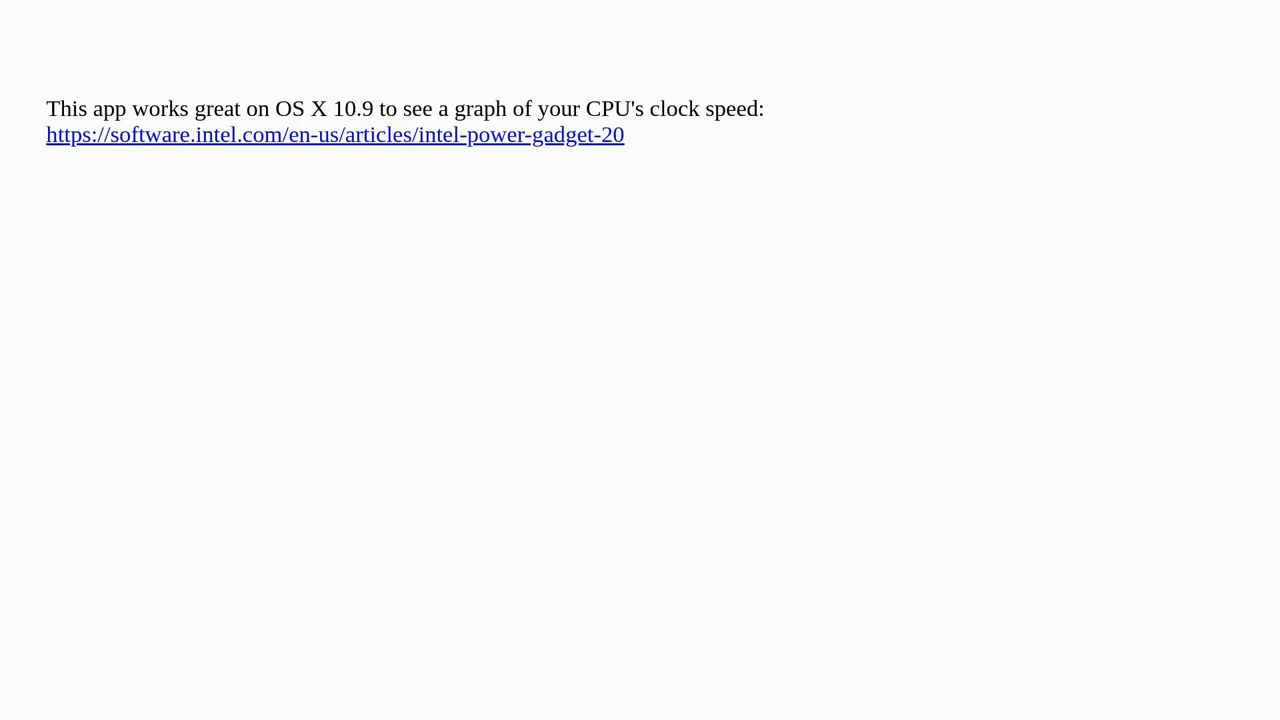 This app works great on OS X 10.9 to see a graph of your CPU's clock speed:
https://software.intel.com/en-us/articles/intel-power-gadget-20